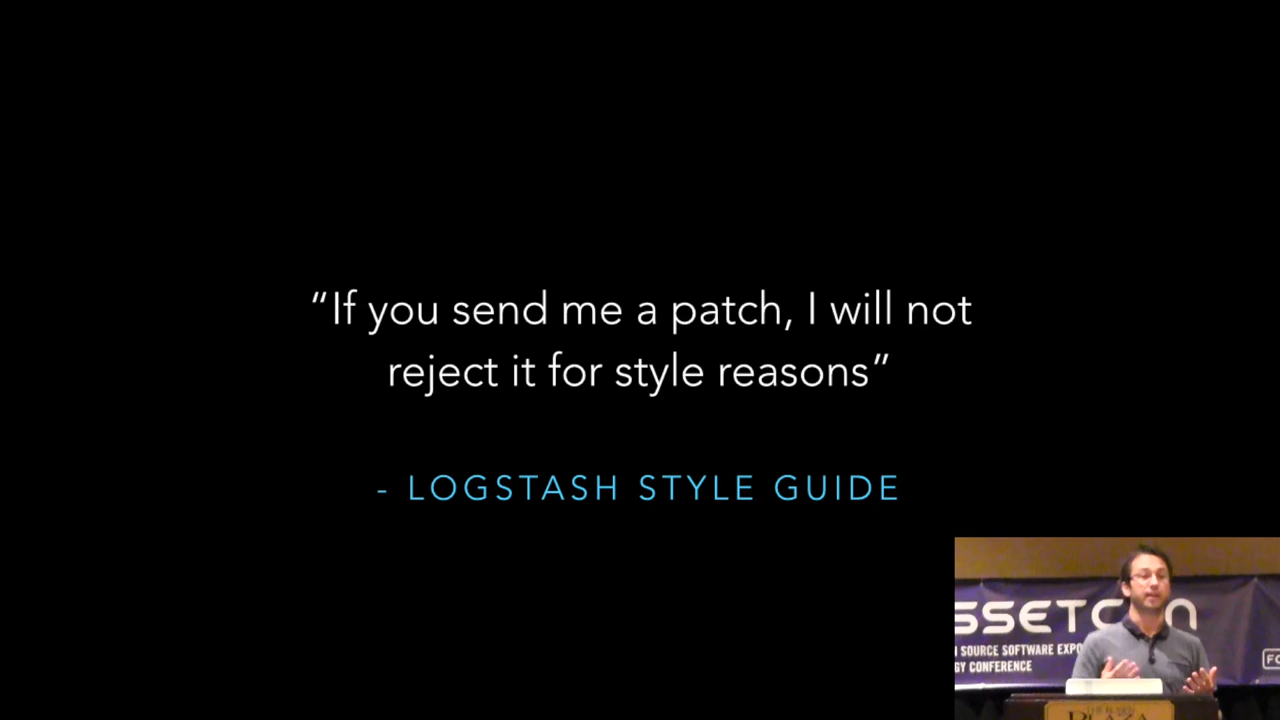 “If you send me a patch, I will not
reject it for style reasons”
- LOGSTASH STYLE GUIDE
SSETC N
SOURCE SOFTWARE EXPO
GY CONFERENCE
PLAZA